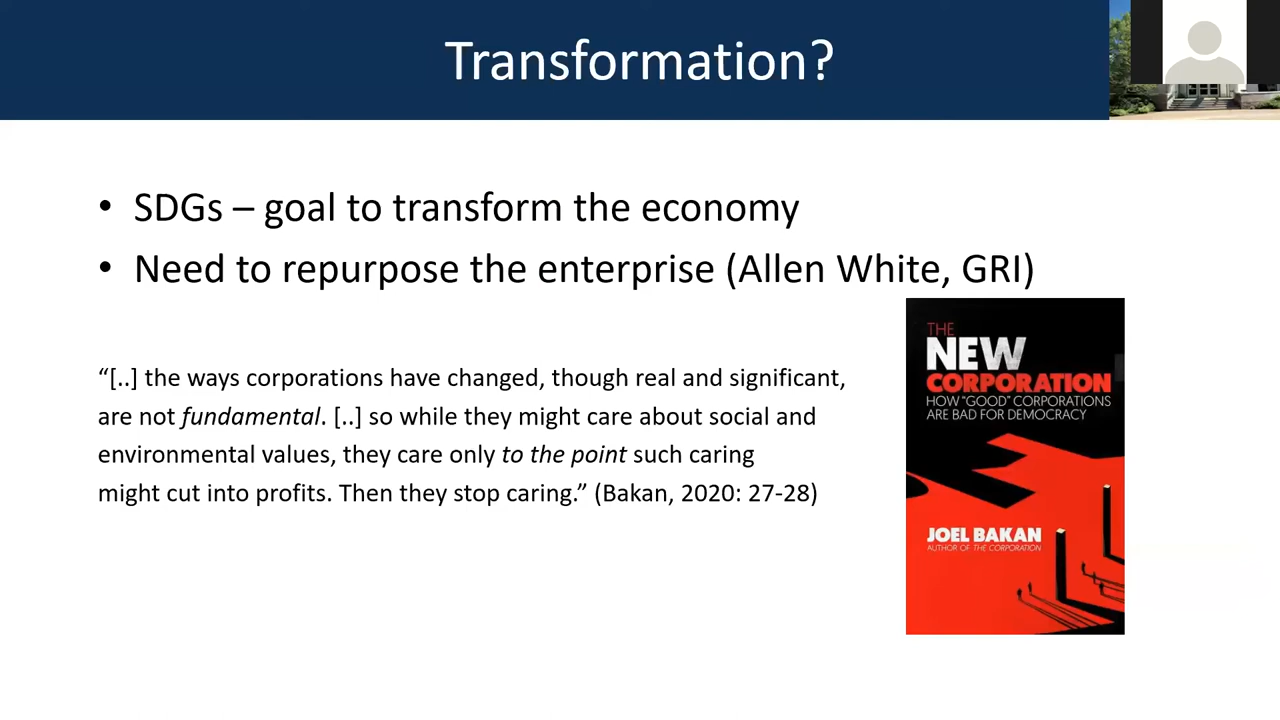 Transformation?
• SDGs – goal to transform the economy
• Need to repurpose the enterprise (Allen White, GRI)
“[..] the ways corporations have changed, though real and significant,
are not fundamental. [..] so while they might care about social and
environmental values, they care only to the point such caring
might cut into profits. Then they stop caring.” (Bakan, 2020: 27-28)
THE
NEW
CORPORATION
HOW "GOOD" CORPORATIONS
ARE BAD FOR DEMOCRACY
JOEL BAKAN
AUTHOR OF THE CORPORATION